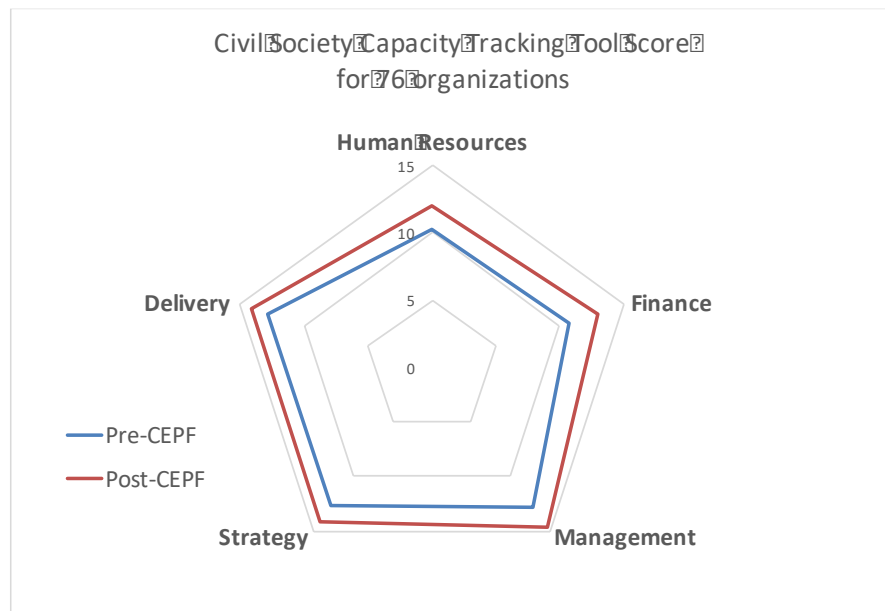 Civil Society Capacity Tracking Tool Score
for 76 organizations
Human Resources
15
10
5
0
Delivery
Finance
Pre-CEPF
Post-CEPF
Strategy
Management